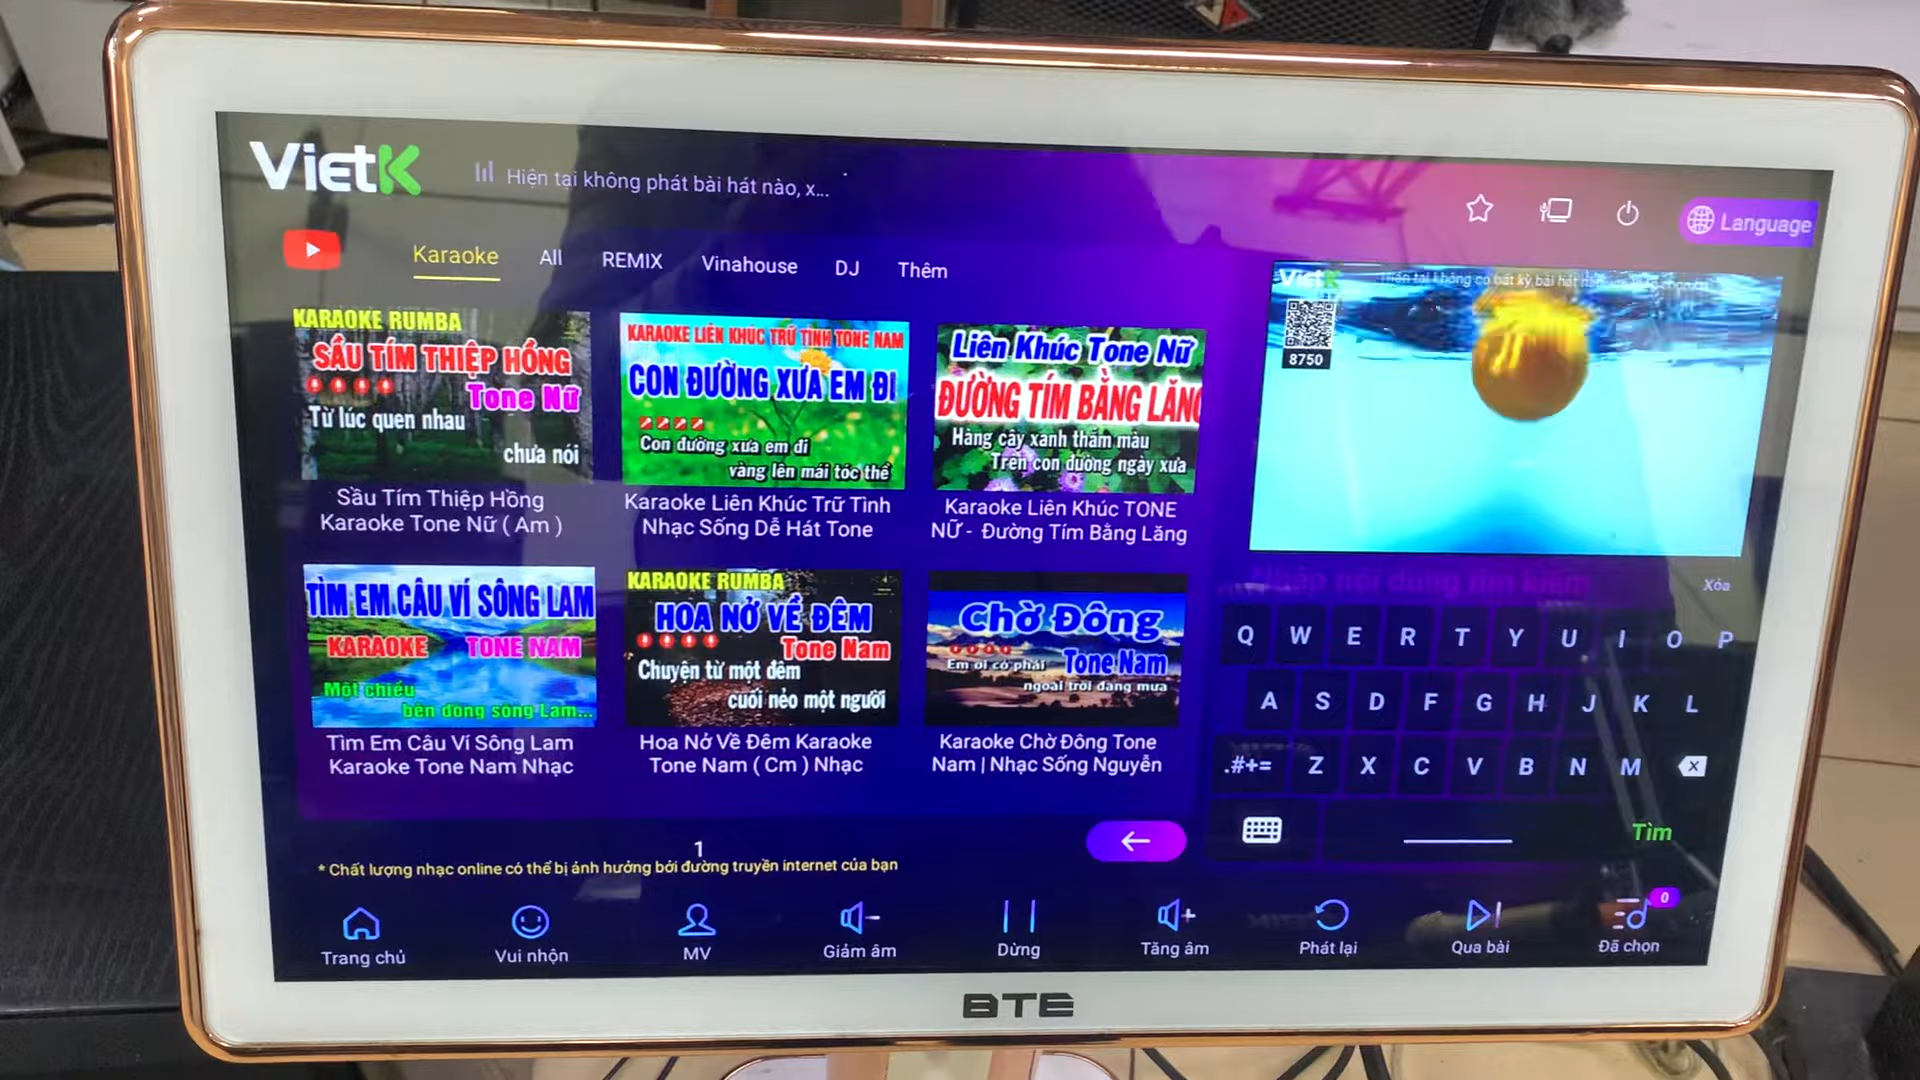 VietK
Hiện tại không phát bài hát nào, x...
Language
Karaoke
All
REMIX
Vinahouse
DJ
Thêm
KARAOKE RUMBA
SẦU TÍM THIỆP HỒNG
Tone Nữ
Từ lúc quen nhau
chưa nói
Sầu Tím Thiệp Hồng
Karaoke Tone Nữ ( Am )
KARAOKE LIÊN KHÚC TRỮ TÌNH TONE NAM
CON ĐƯỜNG XƯA EM ĐI
Con đường xưa em đi
vàng lên mái tóc thề
Karaoke Liên Khúc Trữ Tình
Nhạc Sống Dễ Hát Tone
Liên Khúc Tone Nữ
ĐƯỜNG TÍM BẰNG LĂNG
Hàng cây xanh thắm màu
Trên con đường ngày xưa
Karaoke Liên Khúc TONE
NỮ - Đường Tím Bằng Lăng
VietK
8750
TÌM EM CÂU VÍ SÔNG LAM
KARAOKE TONE NAM
Một chiều
bên dòng sông Lam...
Tìm Em Câu Ví Sông Lam
Karaoke Tone Nam Nhạc
KARAOKE RUMBA
HOA NỞ VỀ ĐÊM
Tone Nam
Chuyện từ một đêm
cuối nẻo một người
Hoa Nở Về Đêm Karaoke
Tone Nam ( Cm ) Nhạc
Chờ Đông
Tone Nam
Em ơi có phải
ngoài trời đang mưa
Karaoke Chờ Đông Tone
Nam | Nhạc Sống Nguyễn
Nhập nội dung tìm kiếm
Xóa
Q W E R T Y U I O P
A S D F G H J K L
.#+= Z X C V B N M
Tìm
1
* Chất lượng nhạc online có thể bị ảnh hưởng bởi đường truyền internet của bạn
Trang chủ
Vui nhộn
MV
Giảm âm
Dừng
Tăng âm
Phát lại
Qua bài
0
Đã chọn
BTE